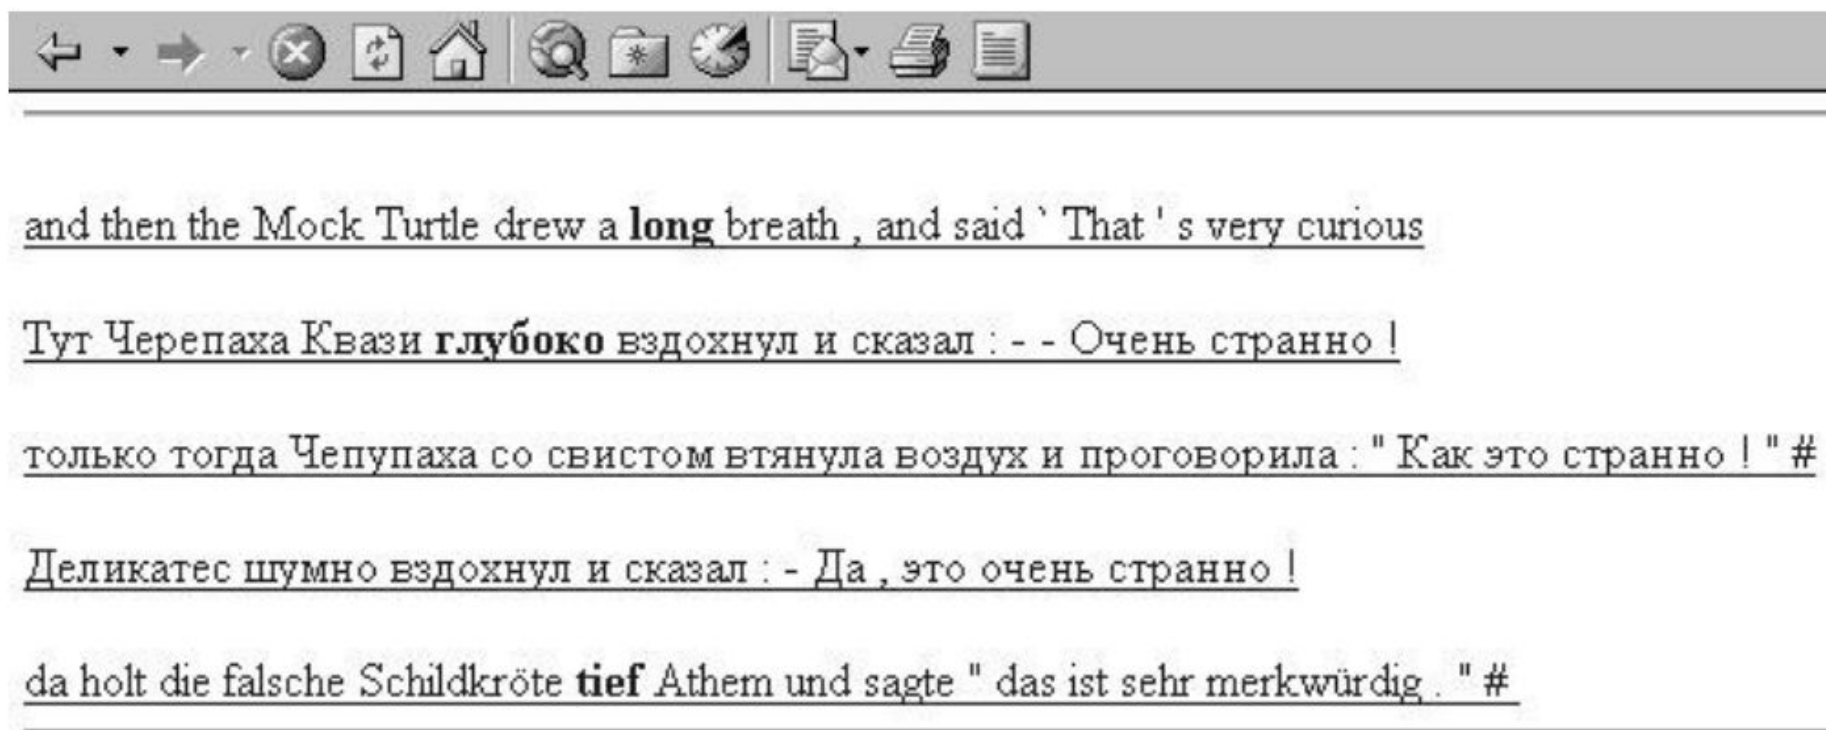 and then the Mock Turtle drew a long breath , and said ` That ' s very curious
Тут Черепаха Квази глубоко вздохнул и сказал : - - Очень странно !
только тогда Чепупаха со свистом втянула воздух и проговорила : " Как это странно ! " #
Деликатес шумно вздохнул и сказал : - Да , это очень странно !
da holt die falsche Schildkröte tief Athem und sagte " das ist sehr merkwürdig . " #